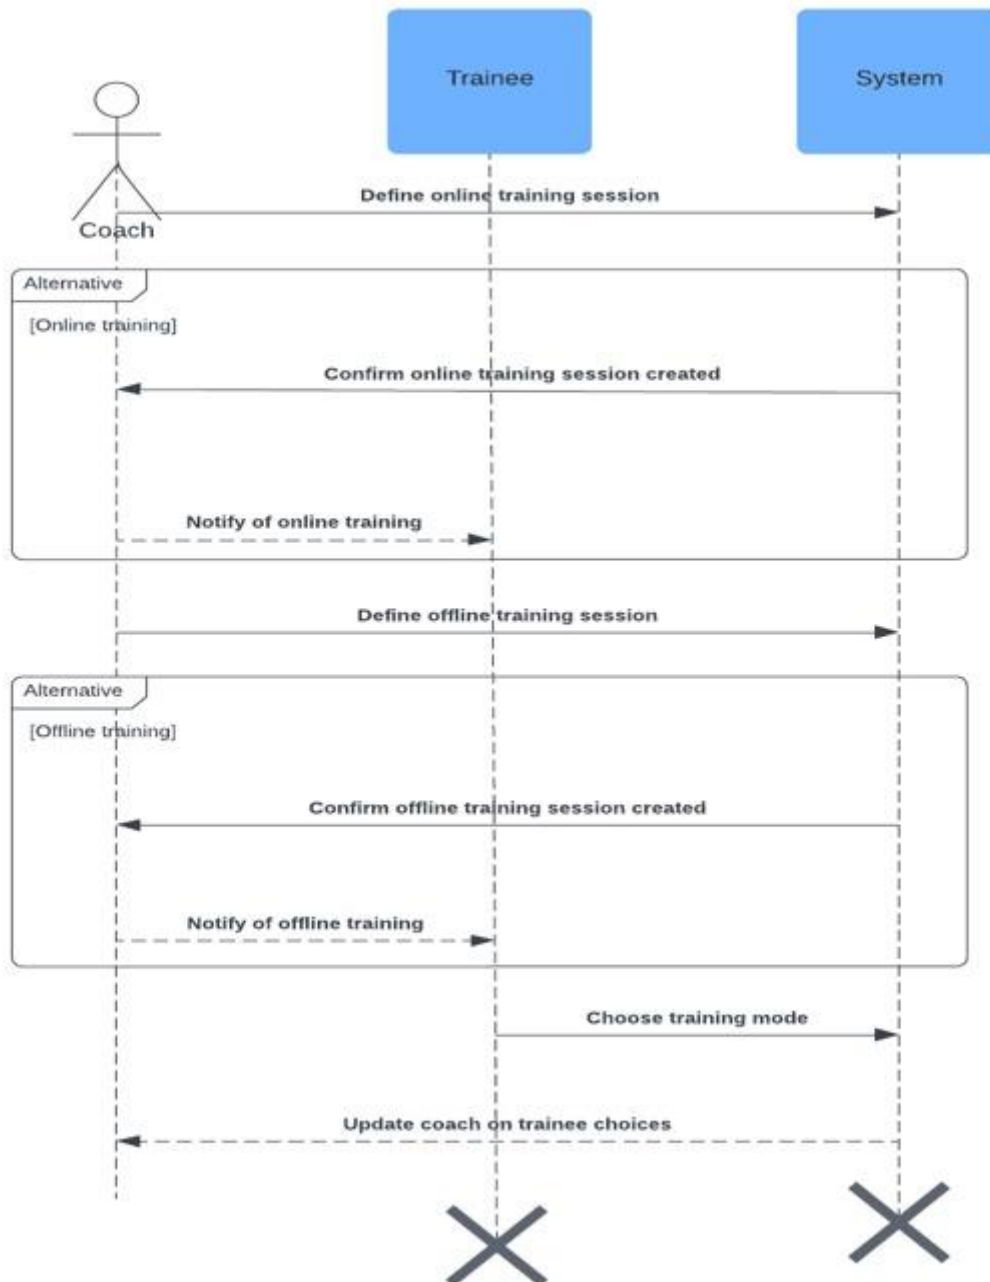 Trainee
System
Coach
Define online training session
Alternative
[Online training]
Confirm online training session created
Notify of online training
Define offline training session
Alternative
[Offline training]
Confirm offline training session created
Notify of offline training
Choose training mode
Update coach on trainee choices